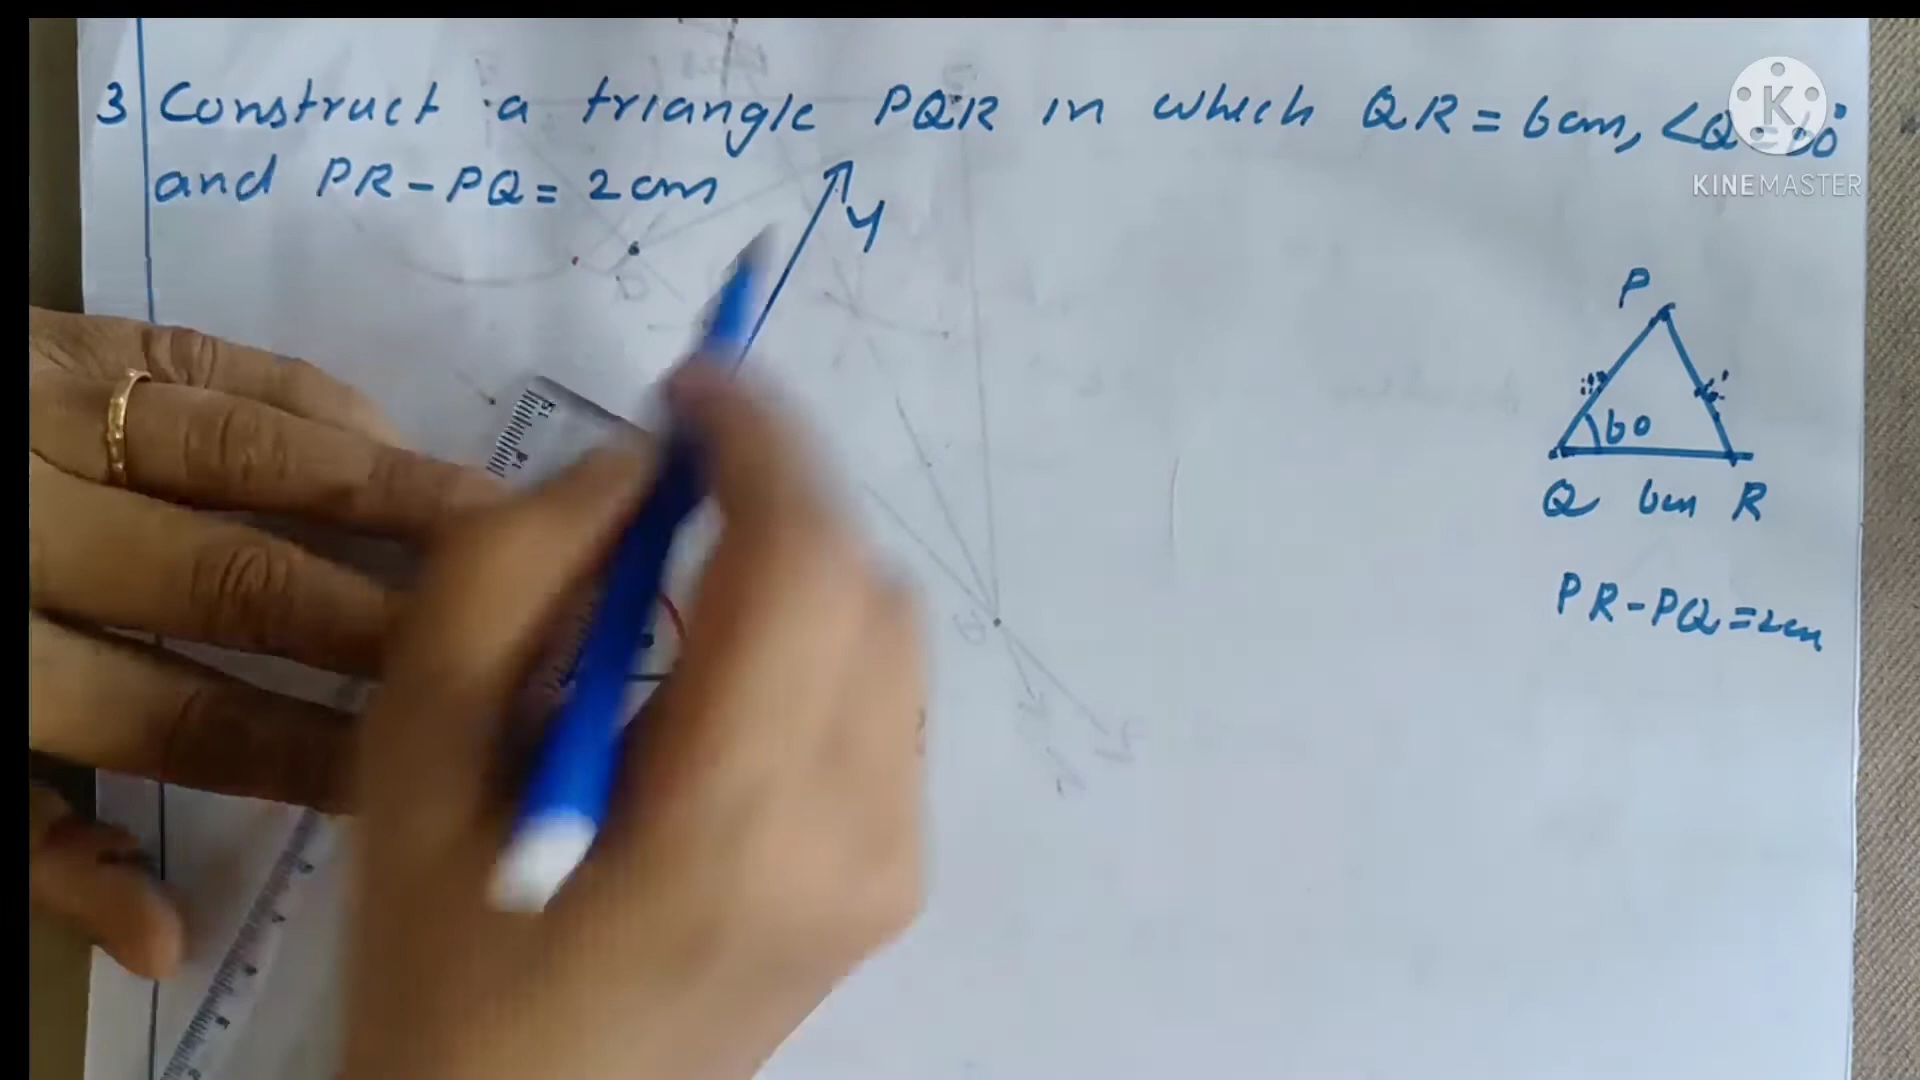 3 Construct a triangle PQR in which QR = 6cm, <Q = 60°
and PR - PQ = 2cm
Y
P
60
Q 6cm R
PR - PQ = 2cm
K
KINEMASTER